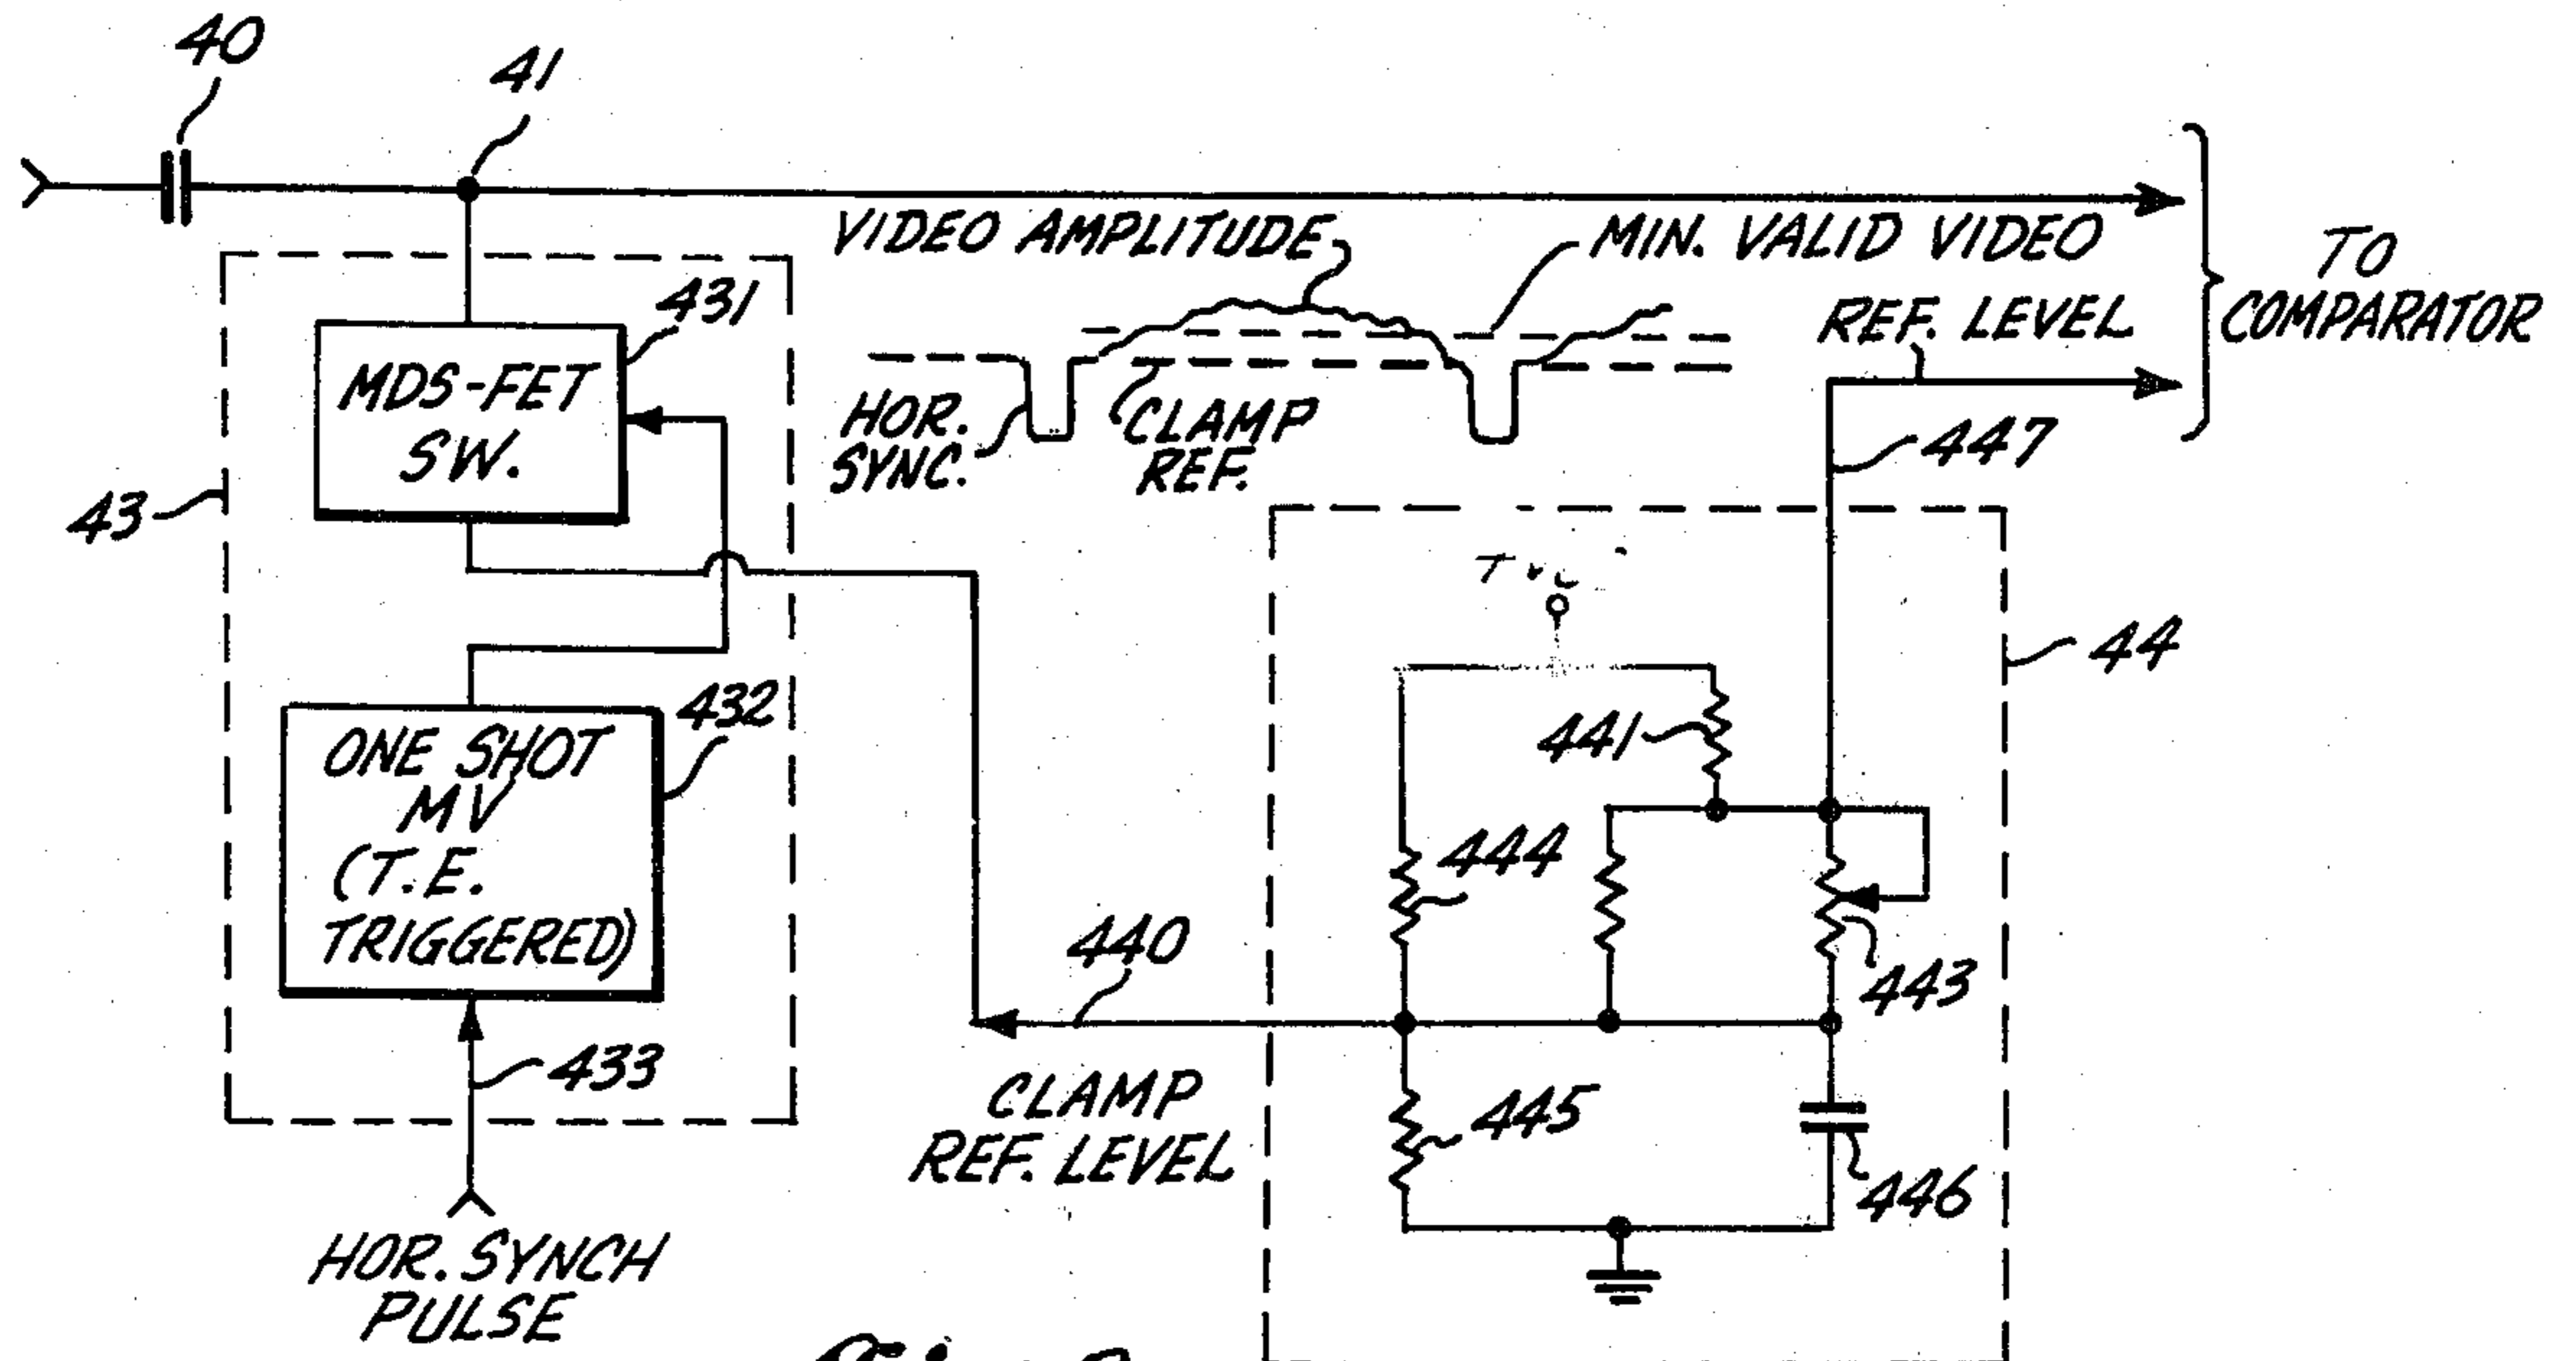 40
41
VIDEO AMPLITUDE
MIN. VALID VIDEO
TO
COMPARATOR
REF. LEVEL
431
MDS-FET
SW.
HOR.
SYNC.
CLAMP
REF.
447
43
44
432
ONE SHOT
MV
(T.E.
TRIGGERED)
441
444
443
440
433
CLAMP
REF. LEVEL
445
446
HOR. SYNCH
PULSE